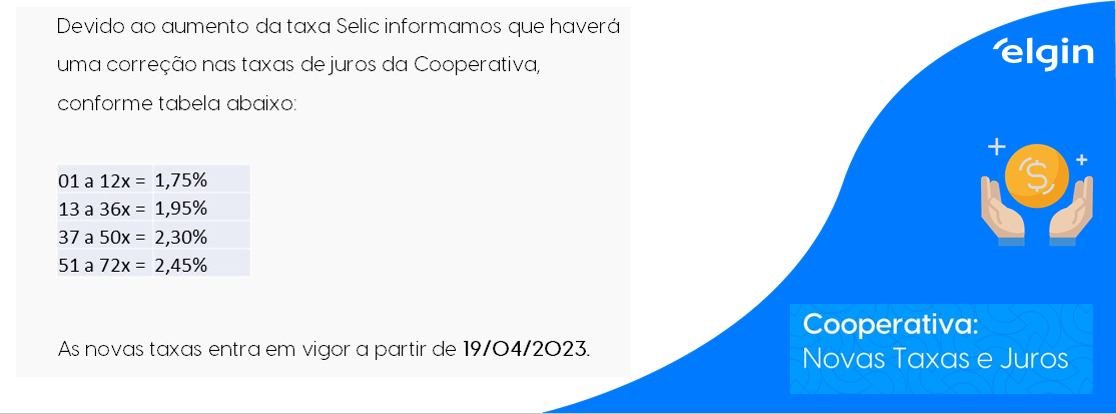 Devido ao aumento da taxa Selic informamos que haverá
uma correção nas taxas de juros da Cooperativa,
conforme tabela abaixo:
01 a 12x = 1,75%
13 a 36x = 1,95%
37 a 50x = 2,30%
51 a 72x = 2,45%
As novas taxas entra em vigor a partir de 19/04/2023.
elgin
$
Cooperativa:
Novas Taxas e Juros